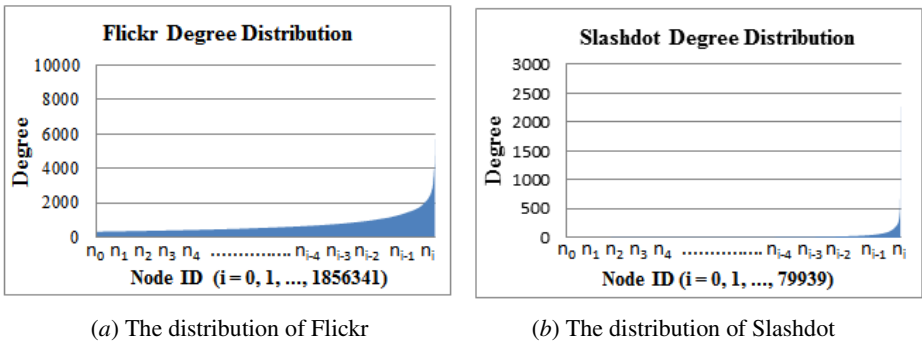 Flickr Degree Distribution
10000
8000
6000
4000
2000
0
Degree
n0 n1 n2 n3 n4 ................... ni-4 ni-3 ni-2 ni-1 ni
Node ID (i = 0, 1, ..., 1856341)
(a) The distribution of Flickr
Slashdot Degree Distribution
3000
2500
2000
1500
1000
500
0
Degree
n0 n1 n2 n3 n4 ................... ni-4 ni-3 ni-2 ni-1 ni
Node ID (i = 0, 1, ..., 79939)
(b) The distribution of Slashdot